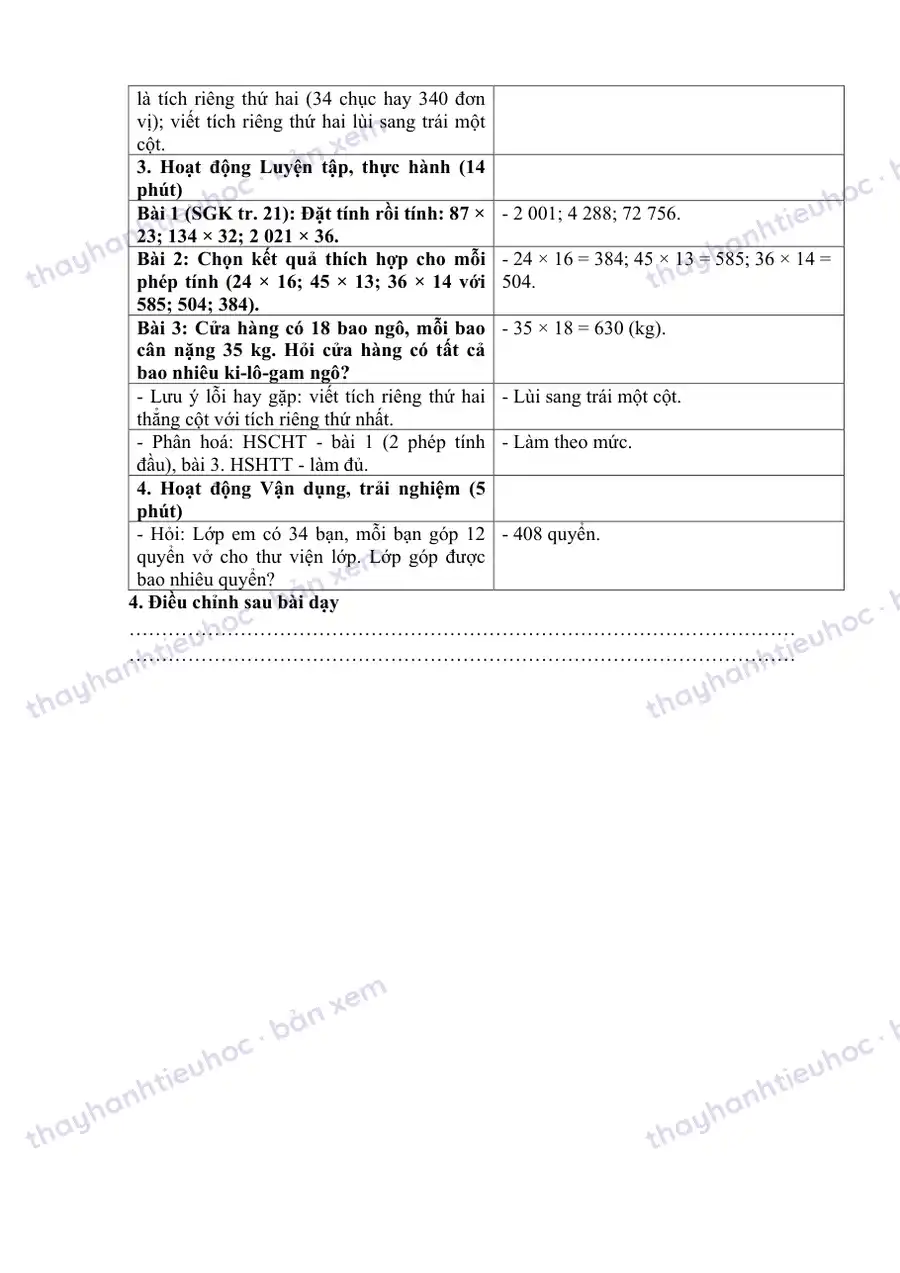 là tích riêng thứ hai (34 chục hay 340 đơn
vị); viết tích riêng thứ hai lùi sang trái một
cột.
3. Hoạt động Luyện tập, thực hành (14
phút)
Bài 1 (SGK tr. 21): Đặt tính rồi tính: 87 ×
23; 134 × 32; 2 021 × 36.
- 2 001; 4 288; 72 756.
Bài 2: Chọn kết quả thích hợp cho mỗi
phép tính (24 × 16; 45 × 13; 36 × 14 với
585; 504; 384).
- 24 × 16 = 384; 45 × 13 = 585; 36 × 14 =
504.
Bài 3: Cửa hàng có 18 bao ngô, mỗi bao
cân nặng 35 kg. Hỏi cửa hàng có tất cả
bao nhiêu ki-lô-gam ngô?
- 35 × 18 = 630 (kg).
- Lưu ý lỗi hay gặp: viết tích riêng thứ hai
thẳng cột với tích riêng thứ nhất.
- Lùi sang trái một cột.
- Phân hoá: HSCHT - bài 1 (2 phép tính
đầu), bài 3. HSHTT - làm đủ.
- Làm theo mức.
4. Hoạt động Vận dụng, trải nghiệm (5
phút)
- Hỏi: Lớp em có 34 bạn, mỗi bạn góp 12
quyển vở cho thư viện lớp. Lớp góp được
bao nhiêu quyển?
- 408 quyển.
4. Điều chỉnh sau bài dạy
……………………………………………………………………………………………
……………………………………………………………………………………………
thayhanhtieuhoc · bản xem
thayhanhtieuhoc · b
thayhanhtieuhoc · bản xem
thayhanhtieuhoc · b
thayhanhtieuhoc · bản xem
thayhanhtieuhoc · b